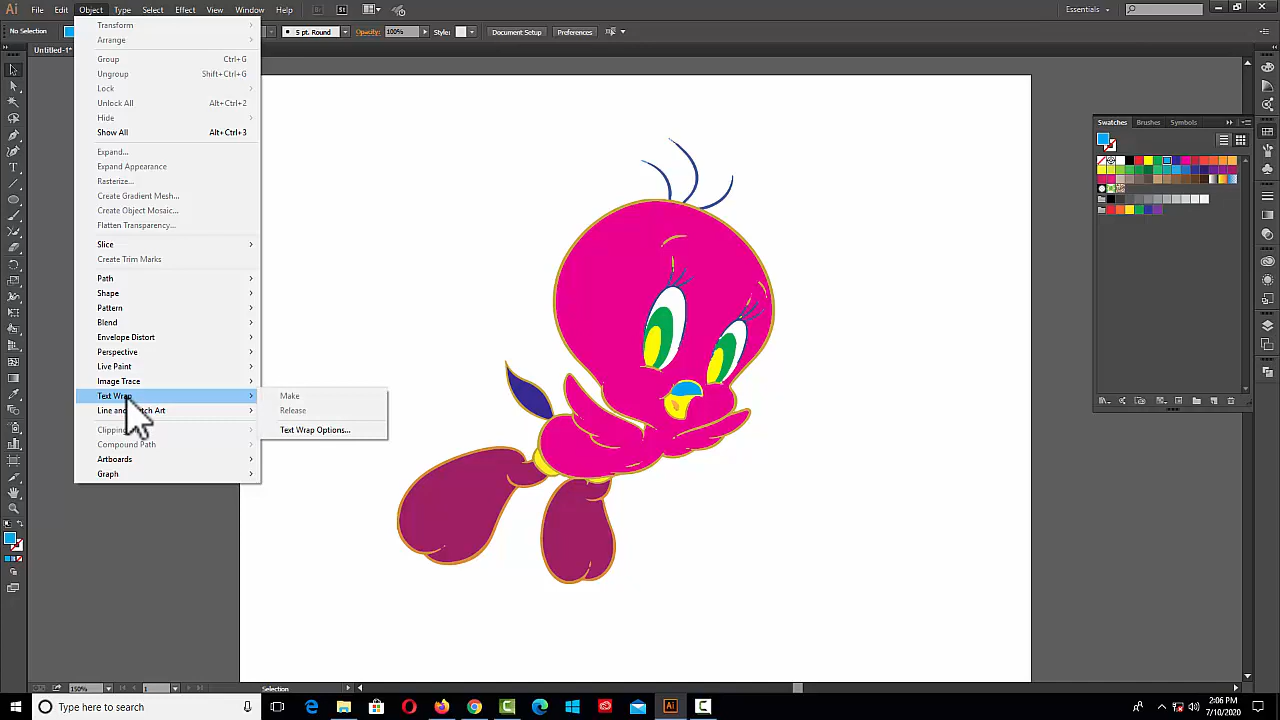 Ai File Edit Object Type Select Effect View Window Help Br St Essentials
No Selection 5 pt. Round Opacity: 100% Style: Document Setup Preferences
Untitled-1*
Transform
Arrange
Group Ctrl+G
Ungroup Shift+Ctrl+G
Lock
Unlock All Alt+Ctrl+2
Hide
Show All Alt+Ctrl+3
Expand...
Expand Appearance
Rasterize...
Create Gradient Mesh...
Create Object Mosaic...
Flatten Transparency...
Slice
Create Trim Marks
Path
Shape
Pattern
Blend
Envelope Distort
Perspective
Live Paint
Image Trace
Text Wrap
Line and Art
Clipping
Compound Path
Artboards
Graph
Make
Release
Text Wrap Options...
Swatches Brushes Symbols
150% 1 Selection
Type here to search
Ai
2:06 PM
7/10/2020